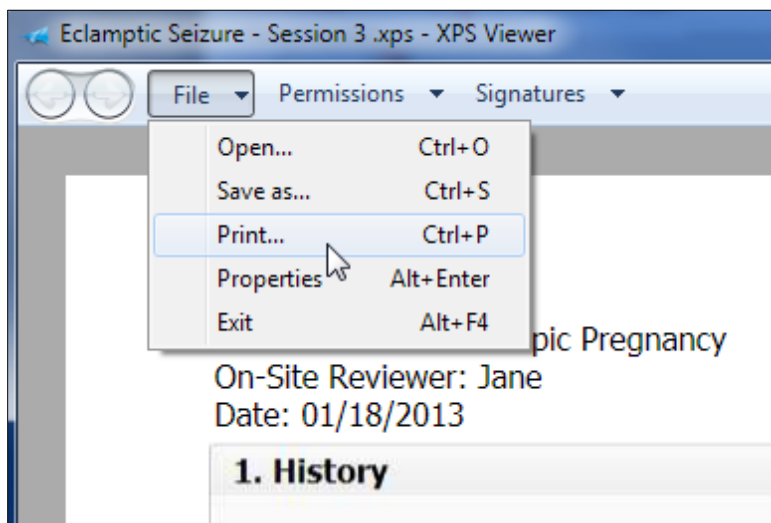 Eclamptic Seizure - Session 3 .xps - XPS Viewer
File Permissions Signatures
Open... Ctrl+O
Save as... Ctrl+S
Print... Ctrl+P
Properties Alt+Enter
Exit Alt+F4
pic Pregnancy
On-Site Reviewer: Jane
Date: 01/18/2013
1. History